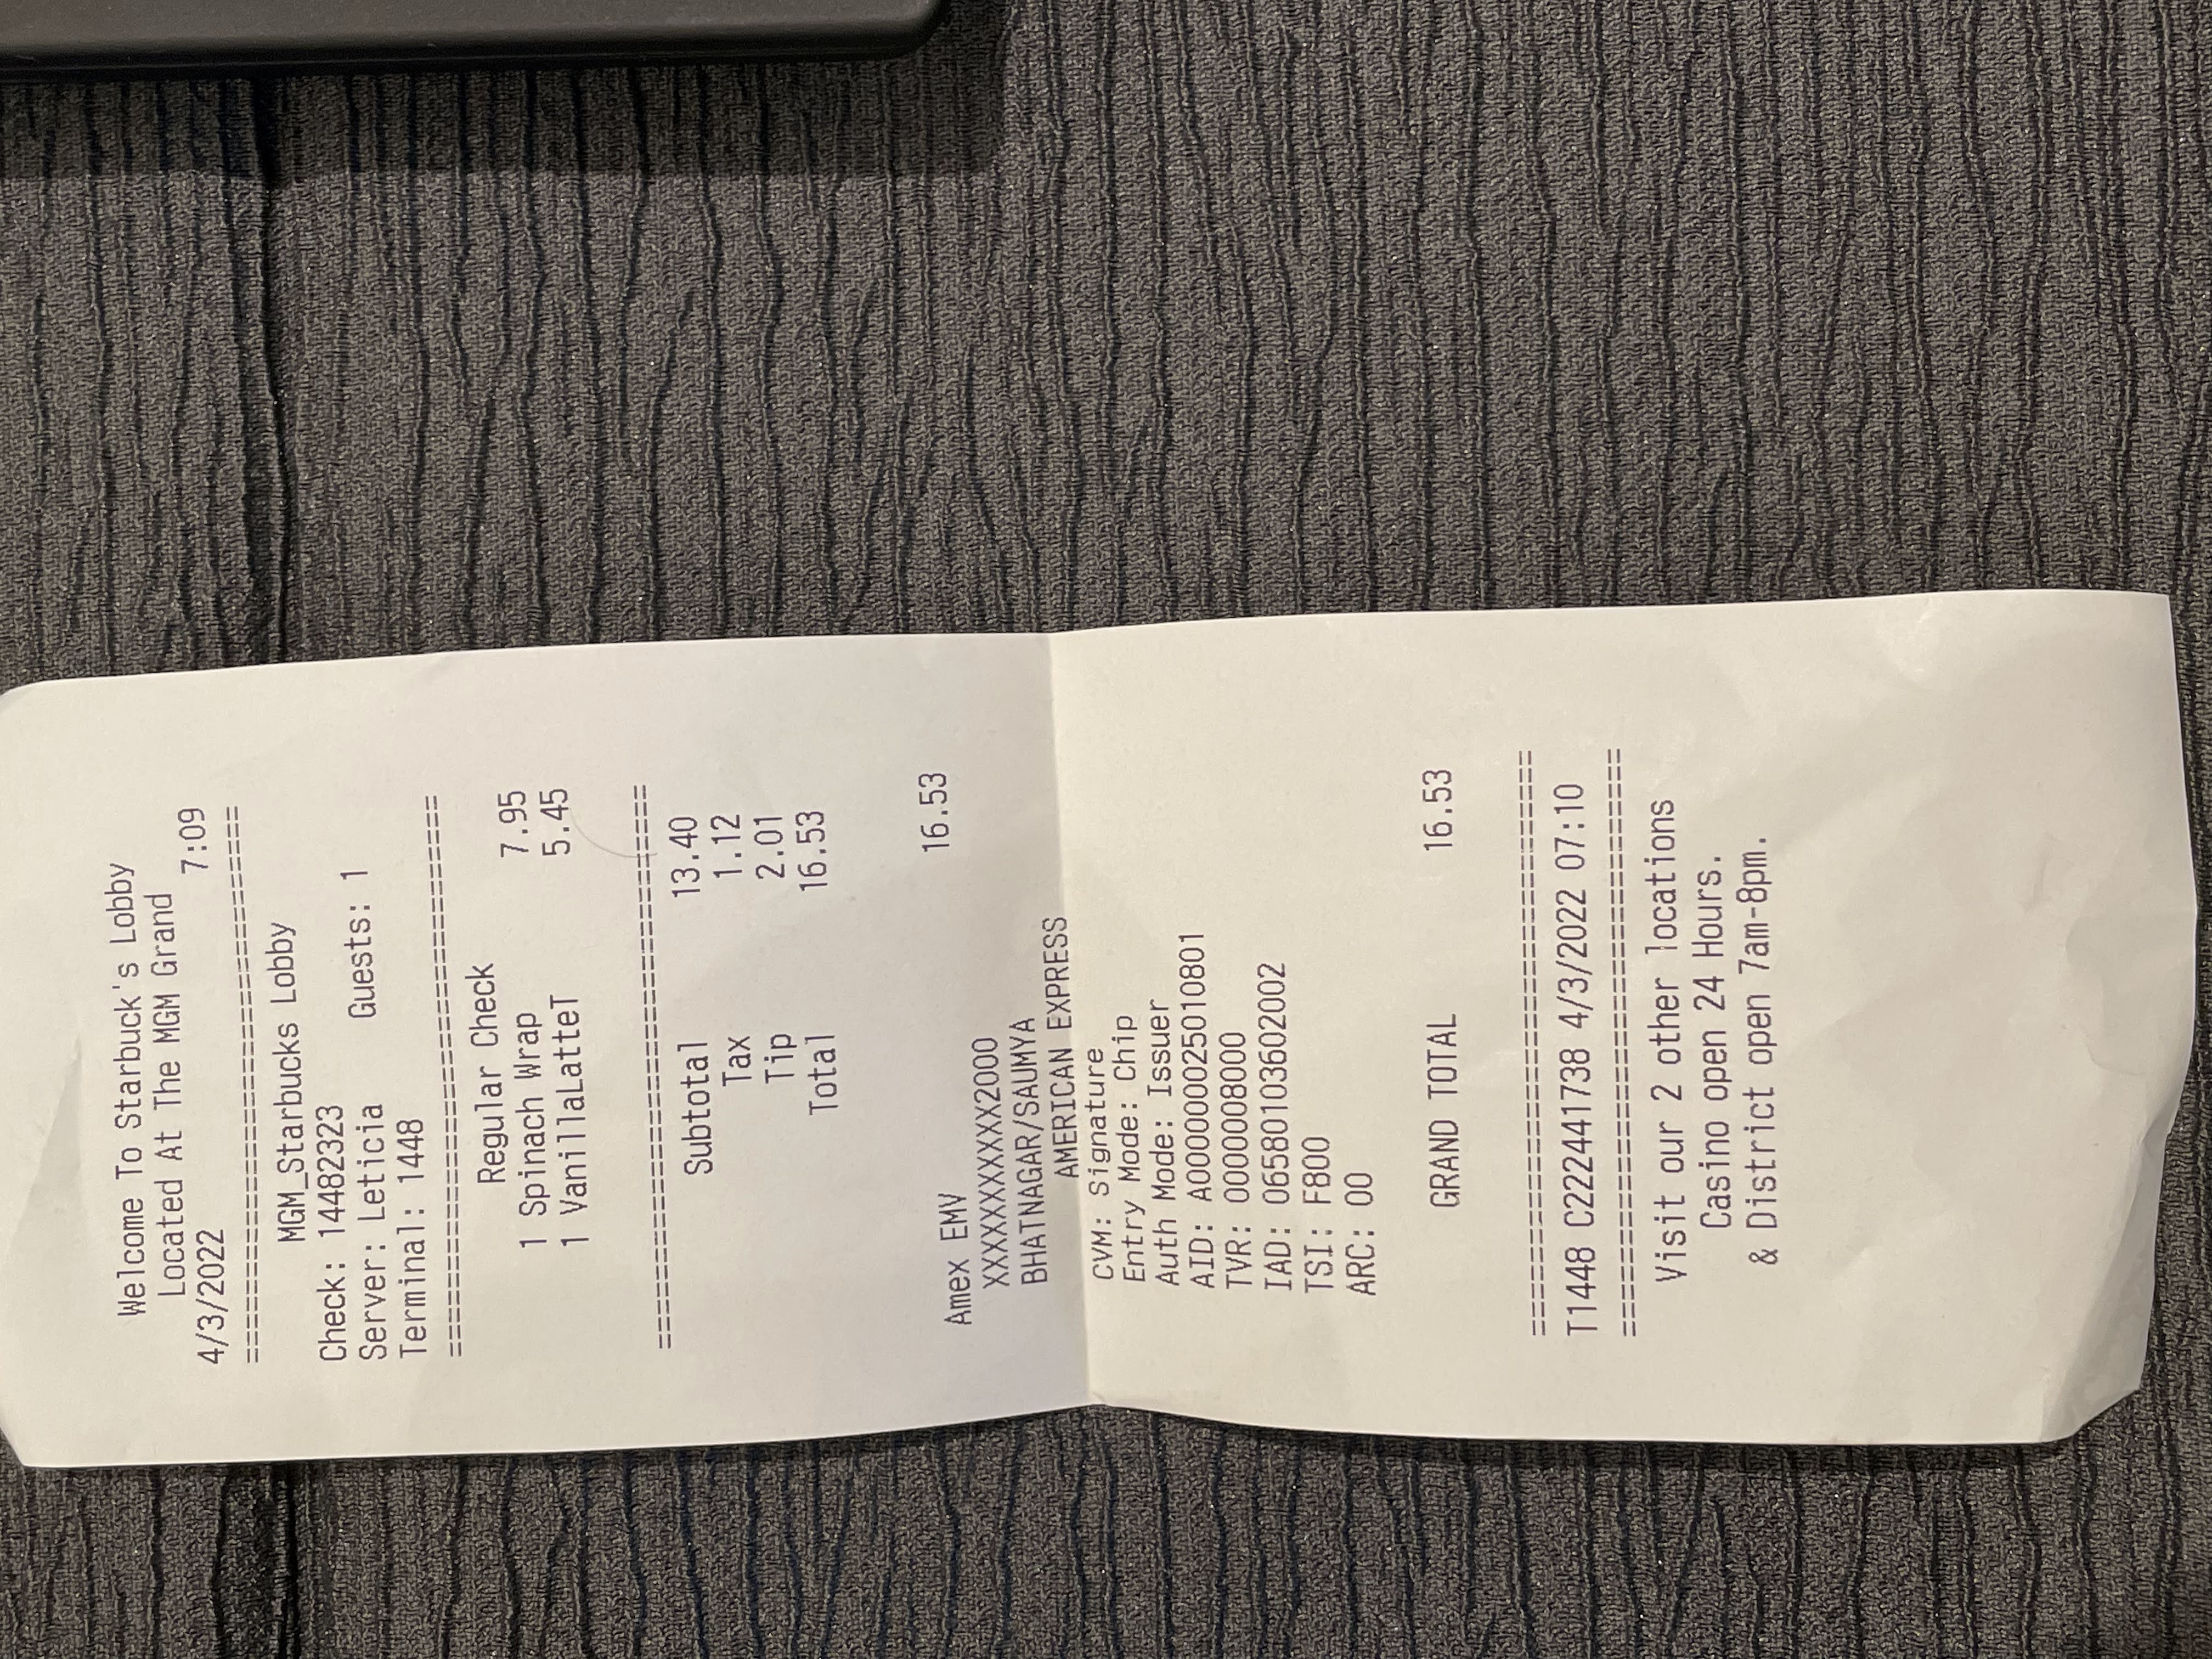 Welcome To Starbuck's Lobby
Located At The MGM Grand
4/3/2022 7:09
=================================
MGM_Starbucks Lobby
Check: 14482323
Server: Leticia Guests: 1
Terminal: 1448
=================================
Regular Check
1 Spinach Wrap 7.95
1 VanillaLatteT 5.45
=================================
Subtotal 13.40
Tax 1.12
Tip 2.01
Total 16.53
Amex EMV 16.53
XXXXXXXXXXX2000
BHATNAGAR/SAUMYA
AMERICAN EXPRESS
CVM: Signature
Entry Mode: Chip
Auth Mode: Issuer
AID: A000000025010801
TVR: 0000008000
IAD: 06580103602002
TSI: F800
ARC: 00
GRAND TOTAL 16.53
=================================
T1448 C222441738 4/3/2022 07:10
=================================
Visit our 2 other locations
Casino open 24 Hours.
& District open 7am-8pm.